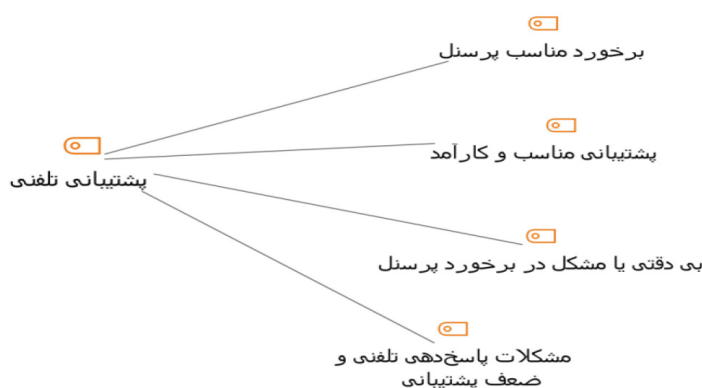 برخورد مناسب پرسنل
پشتیبانی مناسب و کارآمد
پشتیبانی تلفنی
بی دقتی یا مشکل در برخورد پرسنل
مشکلات پاسخ‌دهی تلفنی و
ضعف پشتیبانی